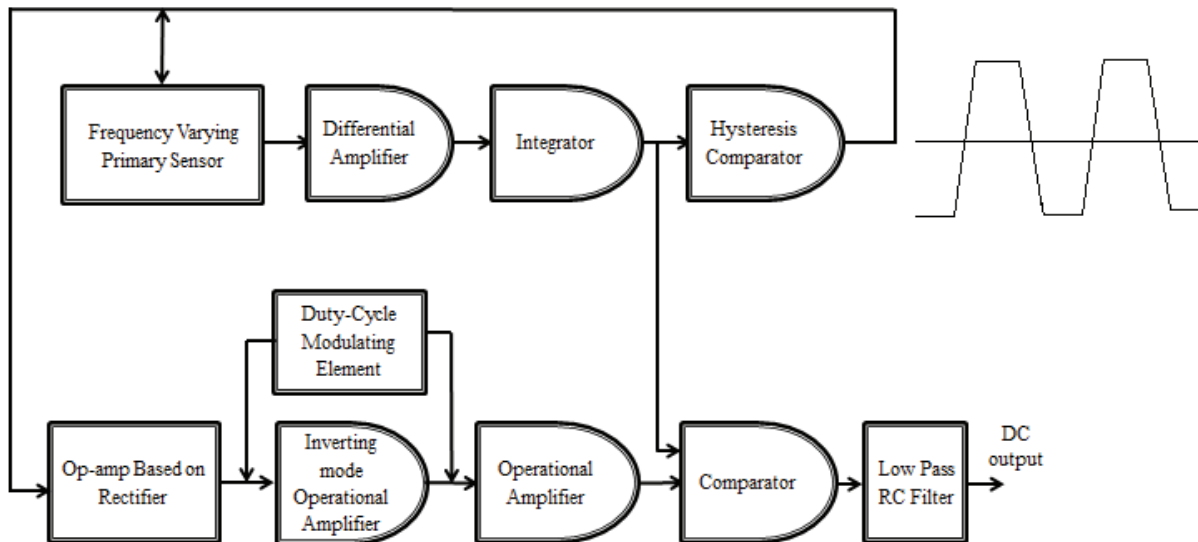 Frequency Varying
Primary Sensor
Differential
Amplifier
Integrator
Hysteresis
Comparator
Duty-Cycle
Modulating
Element
Op-amp Based on
Rectifier
Inverting
mode
Operational
Amplifier
Operational
Amplifier
Comparator
Low Pass
RC Filter
DC
output